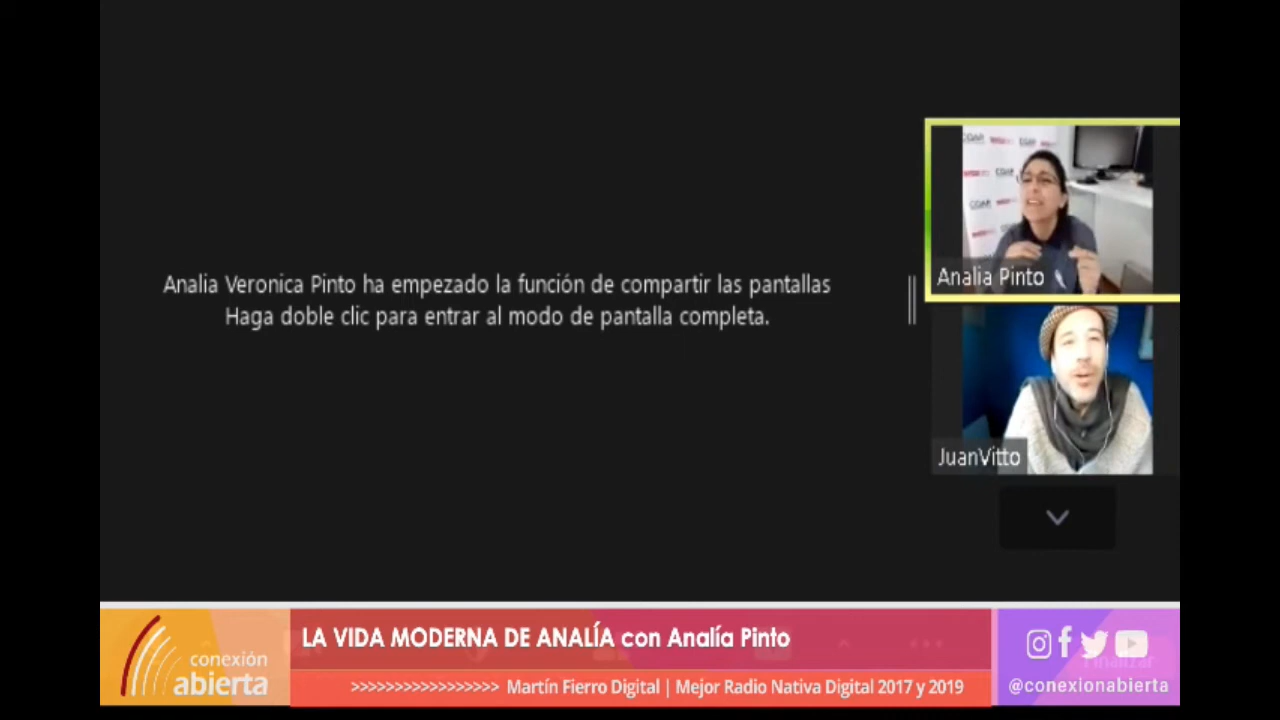 Analia Veronica Pinto ha empezado la función de compartir las pantallas
Haga doble clic para entrar al modo de pantalla completa.
CGAR
Analia Pinto
JuanVitto
conexión
abierta
LA VIDA MODERNA DE ANALÍA con Analía Pinto
>>>>>>>>>>>>>>>>> Martín Fierro Digital | Mejor Radio Nativa Digital 2017 y 2019
Finalizar
@conexionabierta